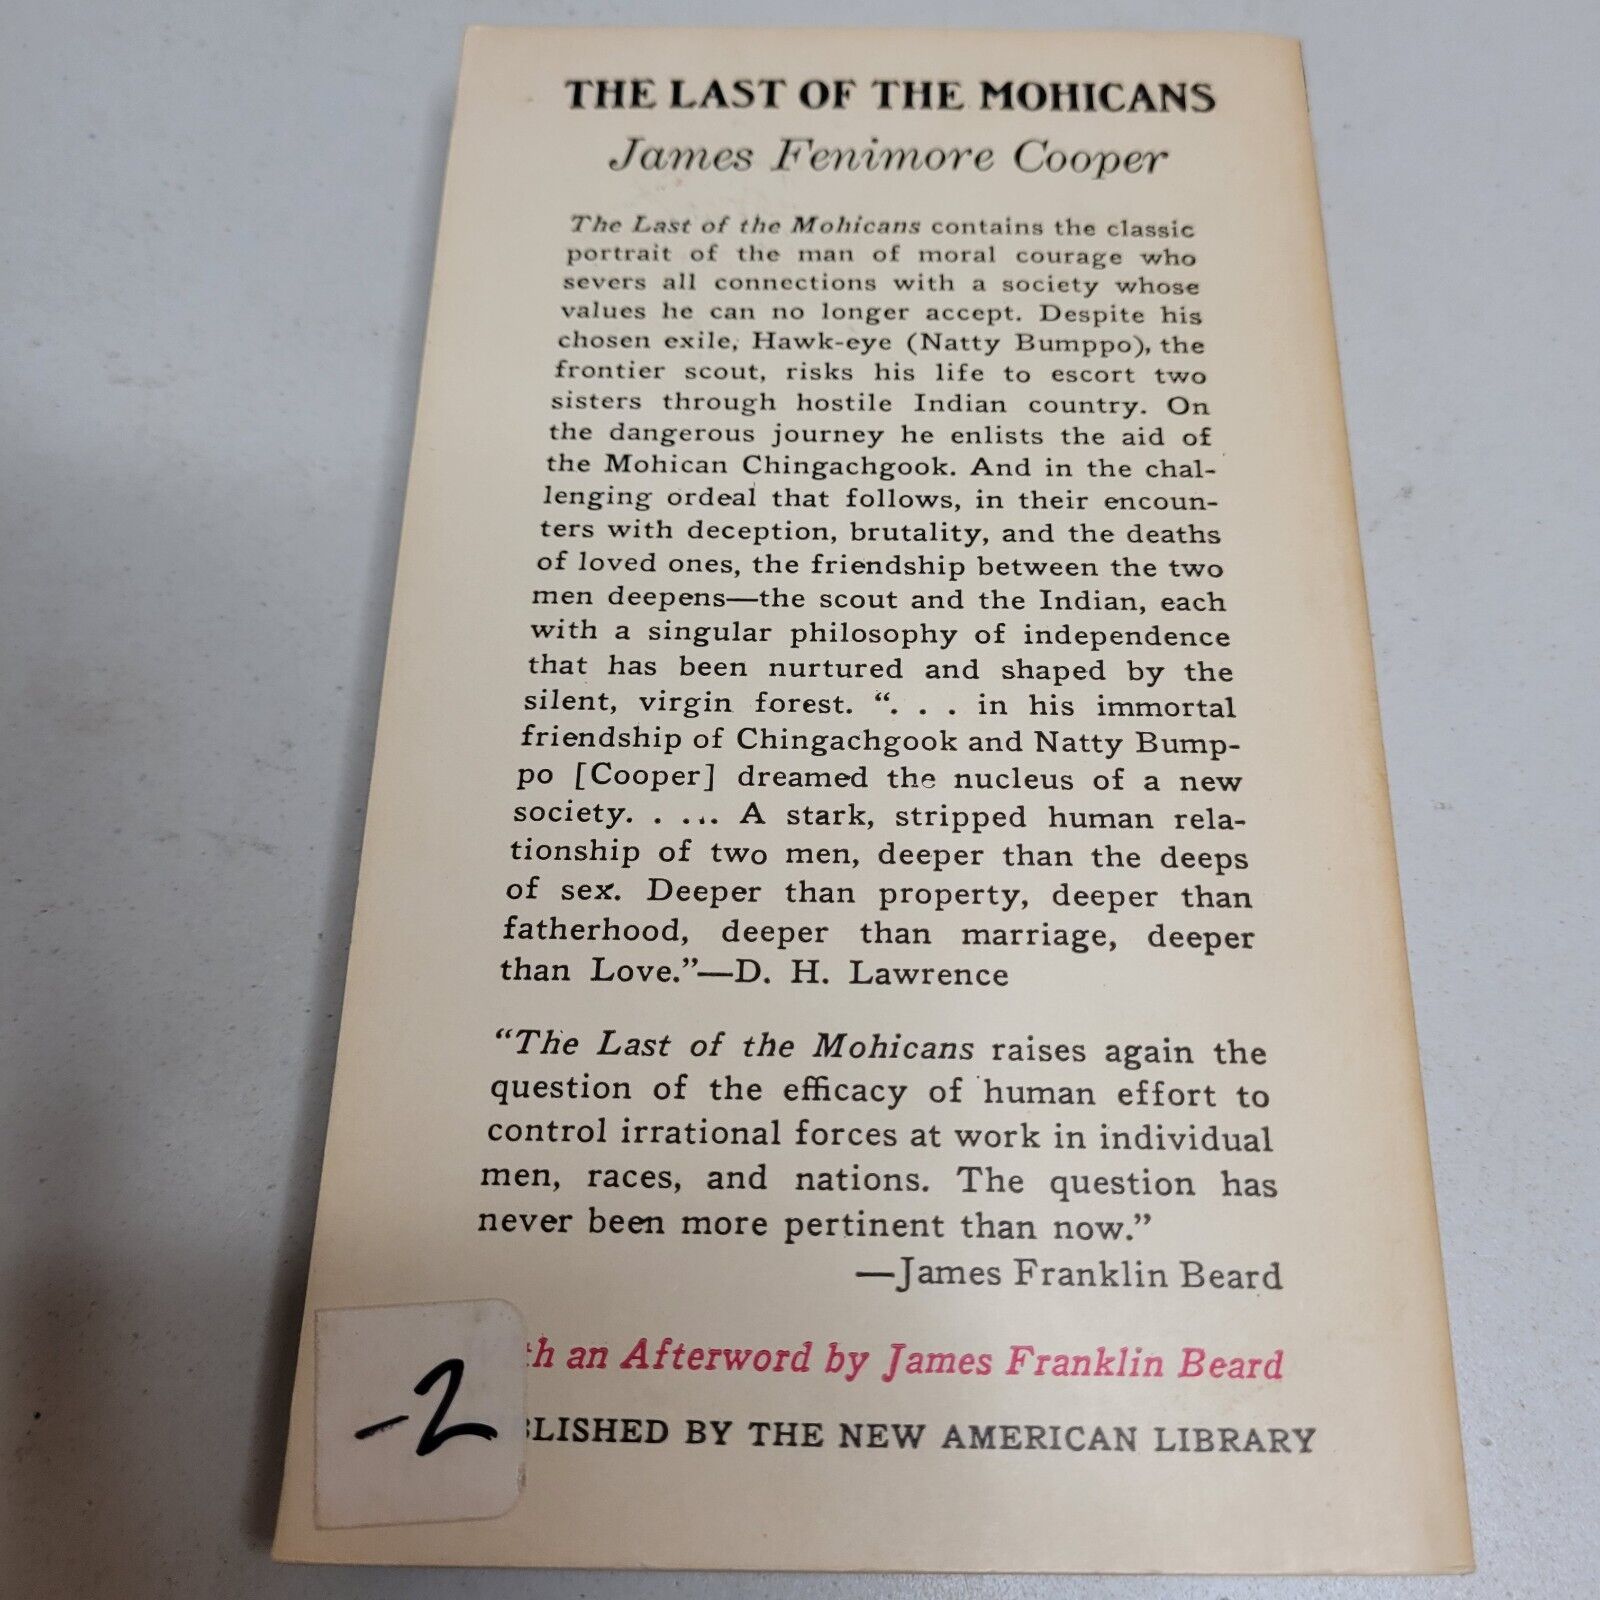 THE LAST OF THE MOHICANS
James Fenimore Cooper
The Last of the Mohicans contains the classic
portrait of the man of moral courage who
severs all connections with a society whose
values he can no longer accept. Despite his
chosen exile, Hawk-eye (Natty Bumppo), the
frontier scout, risks his life to escort two
sisters through hostile Indian country. On
the dangerous journey he enlists the aid of
the Mohican Chingachgook. And in the chal-
lenging ordeal that follows, in their encoun-
ters with deception, brutality, and the deaths
of loved ones, the friendship between the two
men deepens—the scout and the Indian, each
with a singular philosophy of independence
that has been nurtured and shaped by the
silent, virgin forest. “. . . in his immortal
friendship of Chingachgook and Natty Bump-
po [Cooper] dreamed the nucleus of a new
society. . ... A stark, stripped human rela-
tionship of two men, deeper than the deeps
of sex. Deeper than property, deeper than
fatherhood, deeper than marriage, deeper
than Love.”—D. H. Lawrence
“The Last of the Mohicans raises again the
question of the efficacy of human effort to
control irrational forces at work in individual
men, races, and nations. The question has
never been more pertinent than now.”
—James Franklin Beard
th an Afterword by James Franklin Beard
-2
BLISHED BY THE NEW AMERICAN LIBRARY